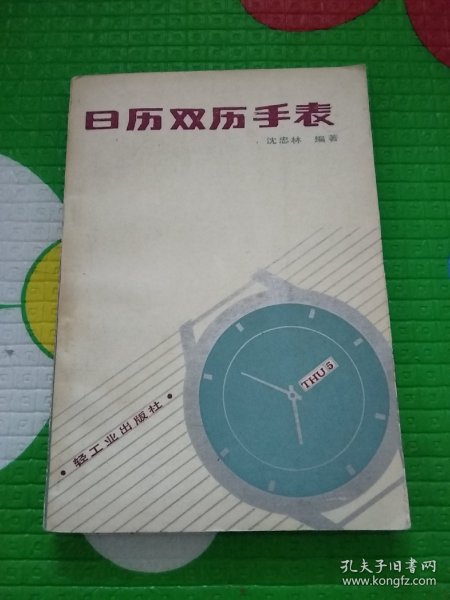 日历双历手表
沈忠林 编著
THU 5
·轻工业出版社·
孔夫子旧书网
www.kongfz.com